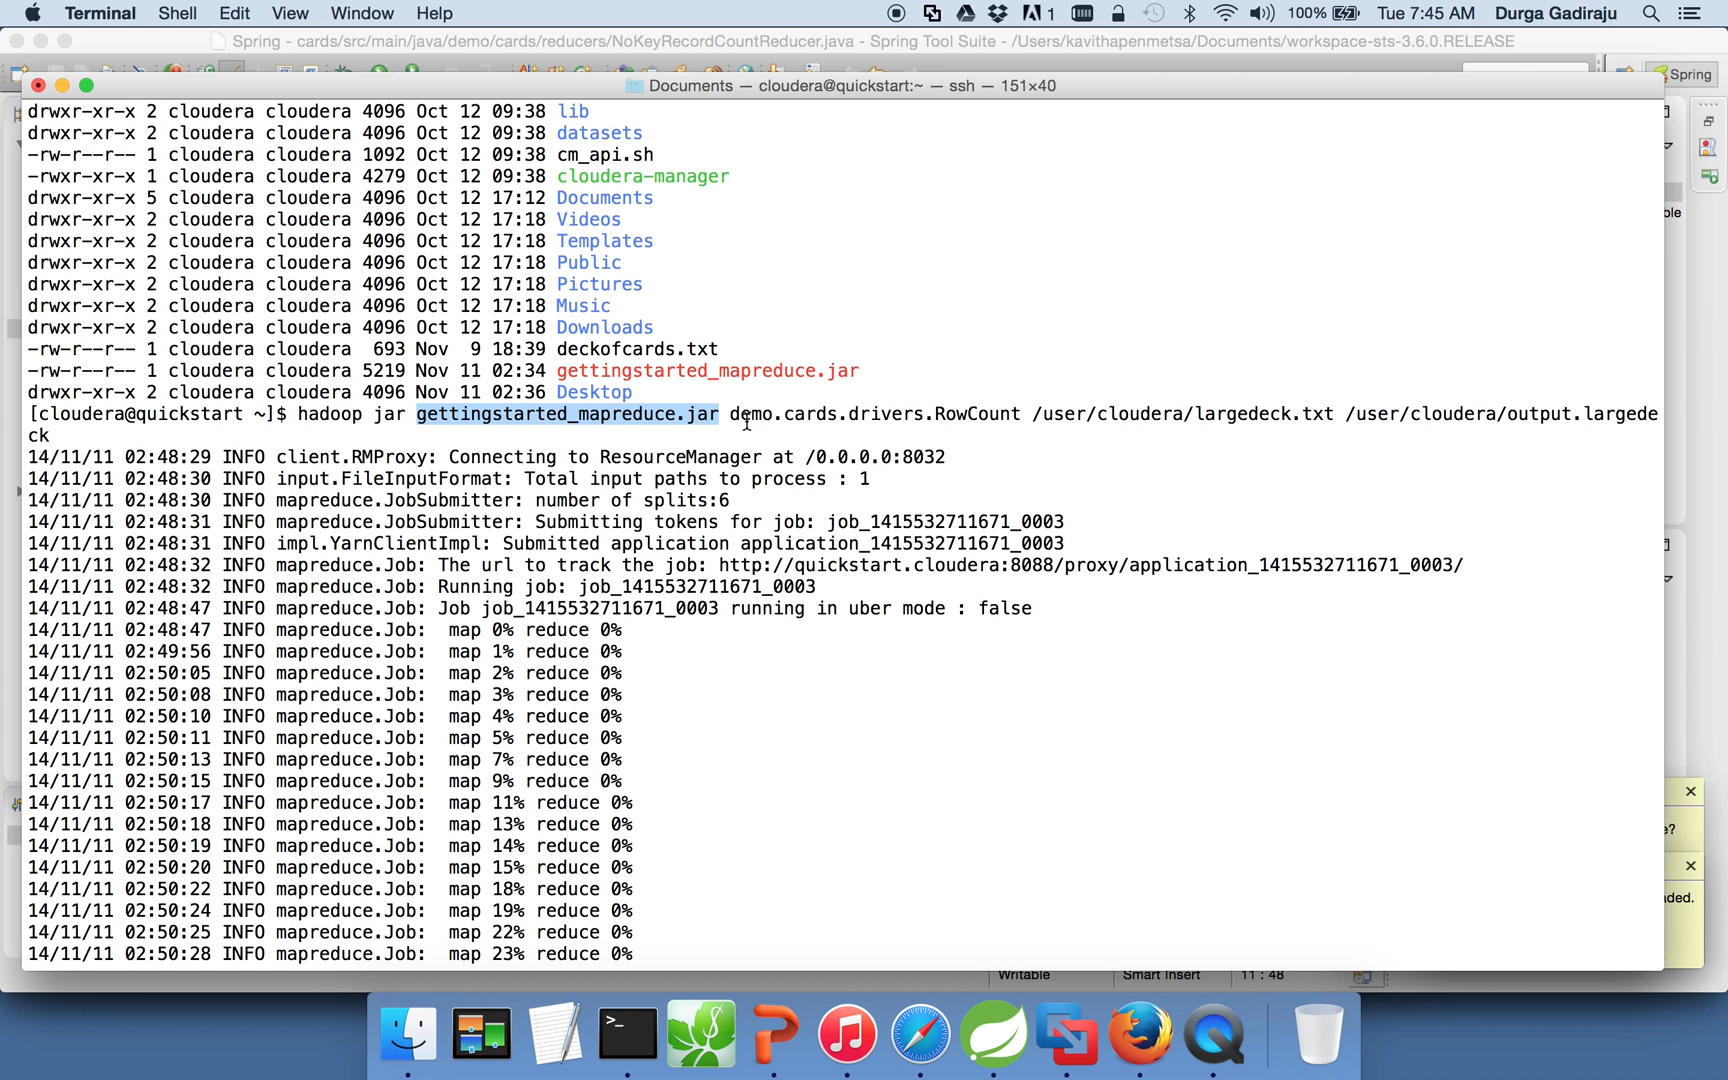 Terminal Shell Edit View Window Help 1 100% Tue 7:45 AM Durga Gadiraju
Spring - cards/src/main/java/demo/cards/reducers/NoKeyRecordCountReducer.java - Spring Tool Suite - /Users/kavithapenmetsa/Documents/workspace-sts-3.6.0.RELEASE
Spring
Documents — cloudera@quickstart:~ — ssh — 151×40
drwxr-xr-x 2 cloudera cloudera 4096 Oct 12 09:38 lib
drwxr-xr-x 2 cloudera cloudera 4096 Oct 12 09:38 datasets
-rw-r--r-- 1 cloudera cloudera 1092 Oct 12 09:38 cm_api.sh
-rwxr-xr-x 1 cloudera cloudera 4279 Oct 12 09:38 cloudera-manager
drwxr-xr-x 5 cloudera cloudera 4096 Oct 12 17:12 Documents
drwxr-xr-x 2 cloudera cloudera 4096 Oct 12 17:18 Videos
ble
drwxr-xr-x 2 cloudera cloudera 4096 Oct 12 17:18 Templates
drwxr-xr-x 2 cloudera cloudera 4096 Oct 12 17:18 Public
drwxr-xr-x 2 cloudera cloudera 4096 Oct 12 17:18 Pictures
drwxr-xr-x 2 cloudera cloudera 4096 Oct 12 17:18 Music
drwxr-xr-x 2 cloudera cloudera 4096 Oct 12 17:18 Downloads
-rw-r--r-- 1 cloudera cloudera 693 Nov 9 18:39 deckofcards.txt
-rw-r--r-- 1 cloudera cloudera 5219 Nov 11 02:34 gettingstarted_mapreduce.jar
drwxr-xr-x 2 cloudera cloudera 4096 Nov 11 02:36 Desktop
[cloudera@quickstart ~]$ hadoop jar gettingstarted_mapreduce.jar demo.cards.drivers.RowCount /user/cloudera/largedeck.txt /user/cloudera/output.largede
ck
14/11/11 02:48:29 INFO client.RMProxy: Connecting to ResourceManager at /0.0.0.0:8032
14/11/11 02:48:30 INFO input.FileInputFormat: Total input paths to process : 1
14/11/11 02:48:30 INFO mapreduce.JobSubmitter: number of splits:6
14/11/11 02:48:31 INFO mapreduce.JobSubmitter: Submitting tokens for job: job_1415532711671_0003
14/11/11 02:48:31 INFO impl.YarnClientImpl: Submitted application application_1415532711671_0003
14/11/11 02:48:32 INFO mapreduce.Job: The url to track the job: http://quickstart.cloudera:8088/proxy/application_1415532711671_0003/
14/11/11 02:48:32 INFO mapreduce.Job: Running job: job_1415532711671_0003
14/11/11 02:48:47 INFO mapreduce.Job: Job job_1415532711671_0003 running in uber mode : false
14/11/11 02:48:47 INFO mapreduce.Job: map 0% reduce 0%
14/11/11 02:49:56 INFO mapreduce.Job: map 1% reduce 0%
14/11/11 02:50:05 INFO mapreduce.Job: map 2% reduce 0%
14/11/11 02:50:08 INFO mapreduce.Job: map 3% reduce 0%
14/11/11 02:50:10 INFO mapreduce.Job: map 4% reduce 0%
14/11/11 02:50:11 INFO mapreduce.Job: map 5% reduce 0%
14/11/11 02:50:13 INFO mapreduce.Job: map 7% reduce 0%
14/11/11 02:50:15 INFO mapreduce.Job: map 9% reduce 0%
14/11/11 02:50:17 INFO mapreduce.Job: map 11% reduce 0%
14/11/11 02:50:18 INFO mapreduce.Job: map 13% reduce 0%
e?
14/11/11 02:50:19 INFO mapreduce.Job: map 14% reduce 0%
14/11/11 02:50:20 INFO mapreduce.Job: map 15% reduce 0%
14/11/11 02:50:22 INFO mapreduce.Job: map 18% reduce 0%
ded.
14/11/11 02:50:24 INFO mapreduce.Job: map 19% reduce 0%
14/11/11 02:50:25 INFO mapreduce.Job: map 22% reduce 0%
14/11/11 02:50:28 INFO mapreduce.Job: map 23% reduce 0%
Writable Smart Insert 11 : 48